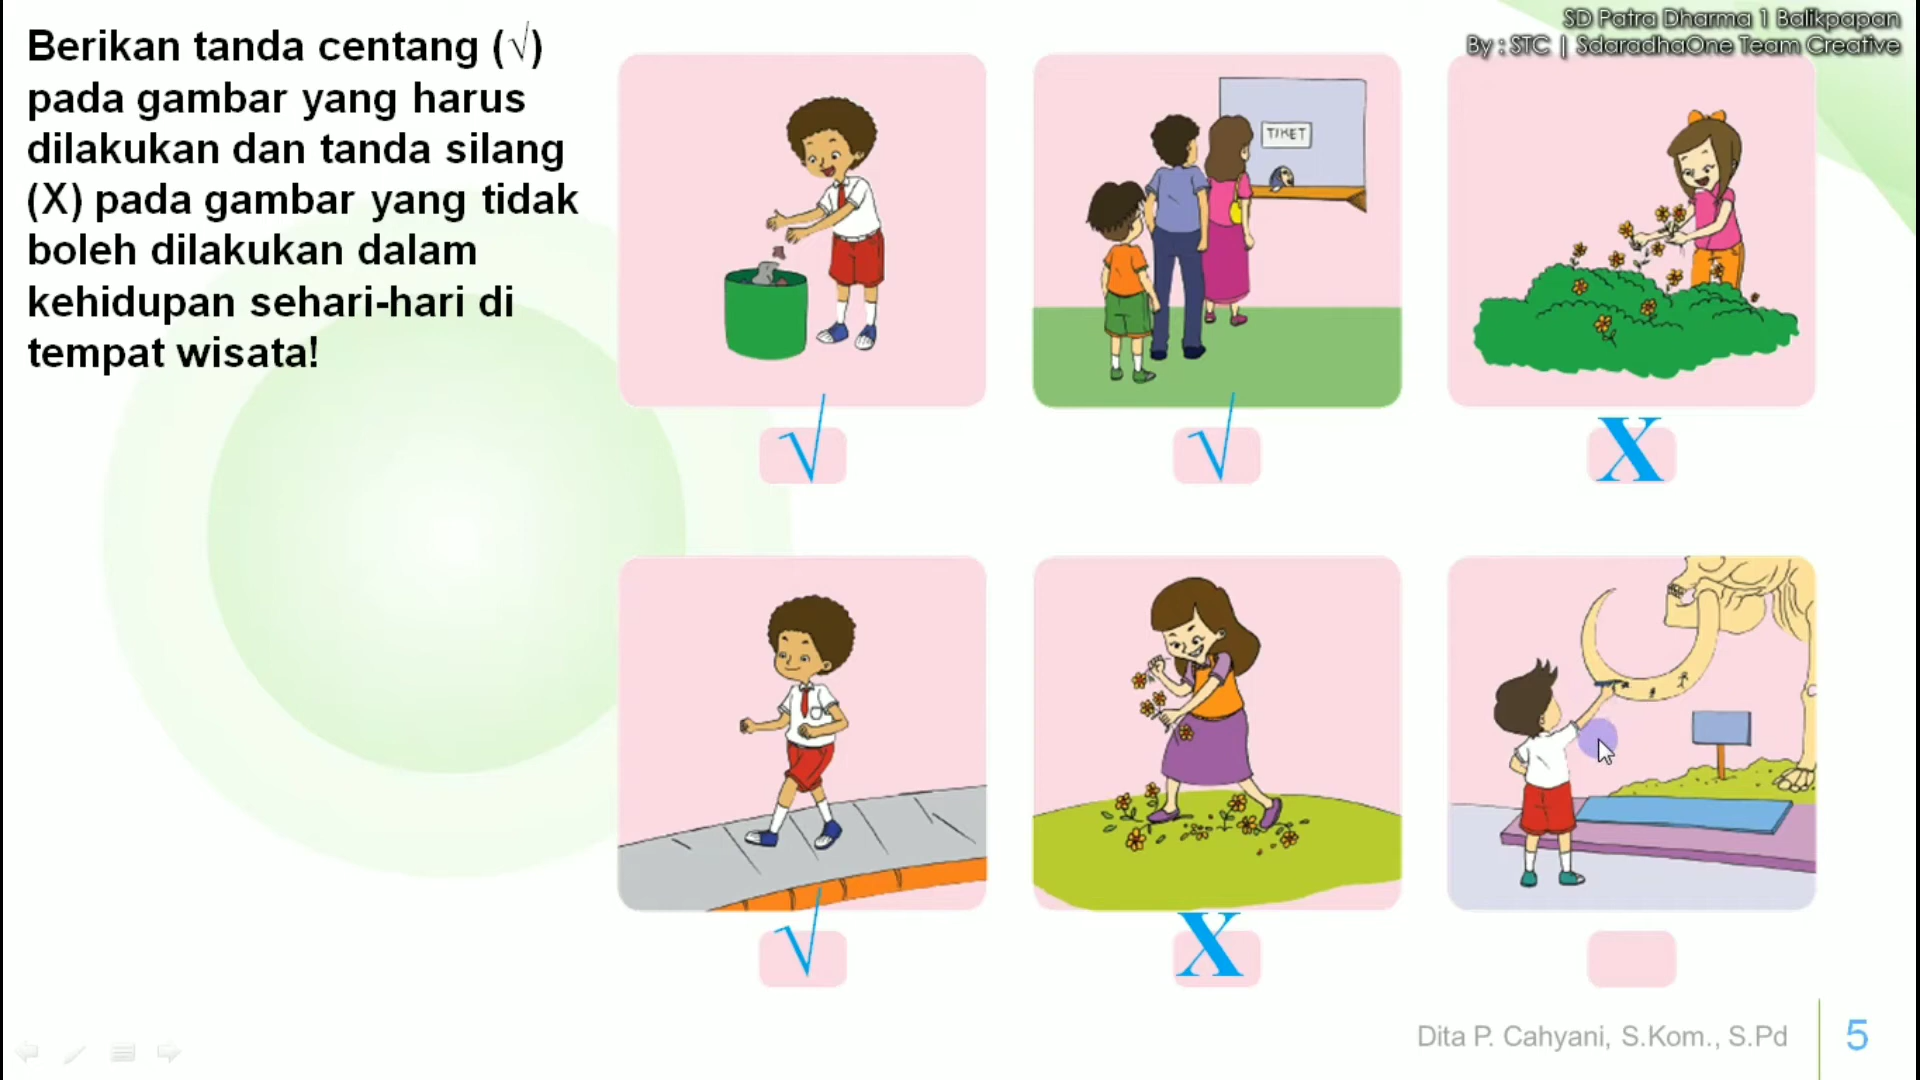 SD Patra Dharma 1 Balikpapan
By : STC | SdaradhaOne Team Creative
Berikan tanda centang (√)
pada gambar yang harus
dilakukan dan tanda silang
(X) pada gambar yang tidak
boleh dilakukan dalam
kehidupan sehari-hari di
tempat wisata!
TIKET
√
√
X
√
X
Dita P. Cahyani, S.Kom., S.Pd
5